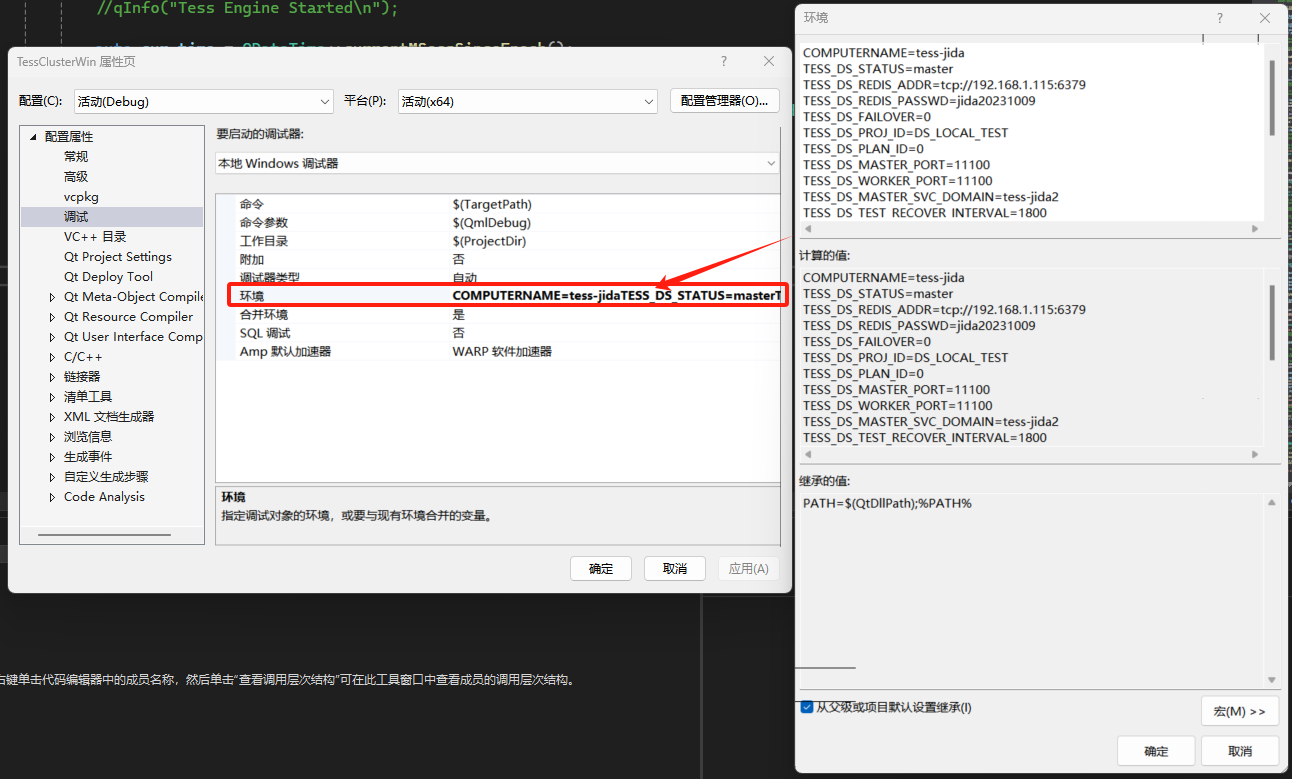 //qInfo("Tess Engine Started\n");
TessClusterWin 属性页
?
配置(C):
活动(Debug)
平台(P):
活动(x64)
配置管理器(O)...
配置属性
常规
高级
vcpkg
调试
VC++ 目录
Qt Project Settings
Qt Deploy Tool
Qt Meta-Object Compile
Qt Resource Compiler
Qt User Interface Comp
C/C++
链接器
清单工具
XML 文档生成器
浏览信息
生成事件
自定义生成步骤
Code Analysis
要启动的调试器:
本地 Windows 调试器
命令 $(TargetPath)
命令参数 $(QmlDebug)
工作目录 $(ProjectDir)
附加 否
调试器类型 自动
环境 COMPUTERNAME=tess-jidaTESS_DS_STATUS=masterT
合并环境 是
SQL 调试 否
Amp 默认加速器 WARP 软件加速器
环境
指定调试对象的环境，或要与现有环境合并的变量。
确定
取消
应用(A)
右键单击代码编辑器中的成员名称，然后单击“查看调用层次结构”可在此工具窗口中查看成员的调用层次结构。
环境
?
COMPUTERNAME=tess-jida
TESS_DS_STATUS=master
TESS_DS_REDIS_ADDR=tcp://192.168.1.115:6379
TESS_DS_REDIS_PASSWD=jida20231009
TESS_DS_FAILOVER=0
TESS_DS_PROJ_ID=DS_LOCAL_TEST
TESS_DS_PLAN_ID=0
TESS_DS_MASTER_PORT=11100
TESS_DS_WORKER_PORT=11100
TESS_DS_MASTER_SVC_DOMAIN=tess-jida2
TESS_DS_TEST_RECOVER_INTERVAL=1800
计算的值:
COMPUTERNAME=tess-jida
TESS_DS_STATUS=master
TESS_DS_REDIS_ADDR=tcp://192.168.1.115:6379
TESS_DS_REDIS_PASSWD=jida20231009
TESS_DS_FAILOVER=0
TESS_DS_PROJ_ID=DS_LOCAL_TEST
TESS_DS_PLAN_ID=0
TESS_DS_MASTER_PORT=11100
TESS_DS_WORKER_PORT=11100
TESS_DS_MASTER_SVC_DOMAIN=tess-jida2
TESS_DS_TEST_RECOVER_INTERVAL=1800
继承的值:
PATH=$(QtDllPath);%PATH%
从父级或项目默认设置继承(I)
宏(M) >>
确定
取消